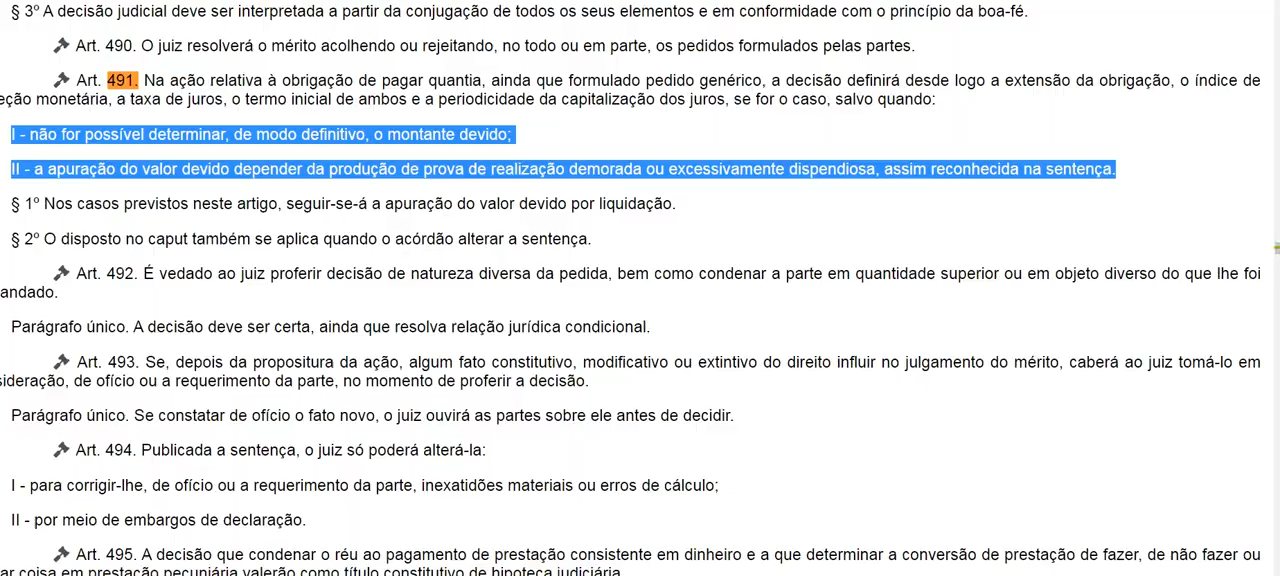 § 3º A decisão judicial deve ser interpretada a partir da conjugação de todos os seus elementos e em conformidade com o princípio da boa-fé.
Art. 490. O juiz resolverá o mérito acolhendo ou rejeitando, no todo ou em parte, os pedidos formulados pelas partes.
Art. 491. Na ação relativa à obrigação de pagar quantia, ainda que formulado pedido genérico, a decisão definirá desde logo a extensão da obrigação, o índice de
eção monetária, a taxa de juros, o termo inicial de ambos e a periodicidade da capitalização dos juros, se for o caso, salvo quando:
I - não for possível determinar, de modo definitivo, o montante devido;
II - a apuração do valor devido depender da produção de prova de realização demorada ou excessivamente dispendiosa, assim reconhecida na sentença.
§ 1º Nos casos previstos neste artigo, seguir-se-á a apuração do valor devido por liquidação.
§ 2º O disposto no caput também se aplica quando o acórdão alterar a sentença.
Art. 492. É vedado ao juiz proferir decisão de natureza diversa da pedida, bem como condenar a parte em quantidade superior ou em objeto diverso do que lhe foi
andado.
Parágrafo único. A decisão deve ser certa, ainda que resolva relação jurídica condicional.
Art. 493. Se, depois da propositura da ação, algum fato constitutivo, modificativo ou extintivo do direito influir no julgamento do mérito, caberá ao juiz tomá-lo em
sideração, de ofício ou a requerimento da parte, no momento de proferir a decisão.
Parágrafo único. Se constatar de ofício o fato novo, o juiz ouvirá as partes sobre ele antes de decidir.
Art. 494. Publicada a sentença, o juiz só poderá alterá-la:
I - para corrigir-lhe, de ofício ou a requerimento da parte, inexatidões materiais ou erros de cálculo;
II - por meio de embargos de declaração.
Art. 495. A decisão que condenar o réu ao pagamento de prestação consistente em dinheiro e a que determinar a conversão de prestação de fazer, de não fazer ou
ar coisa em prestação pecuniária valerão como título constitutivo de hipoteca judiciária.